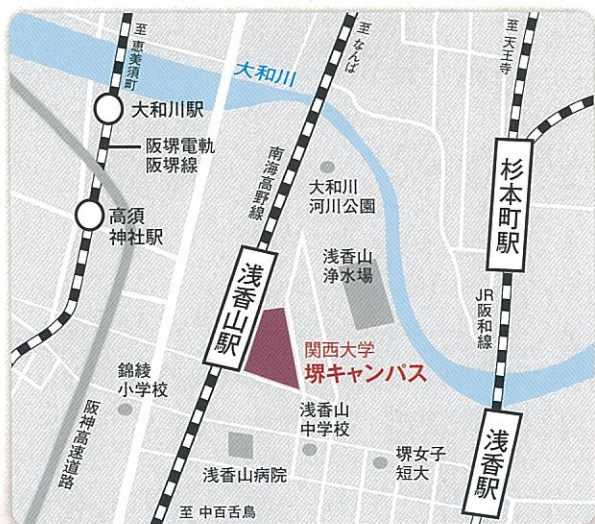 至 恵美須町
至 なんば
至 天王寺
大和川
大和川駅
阪堺電軌
阪堺線
南海高野線
大和川
河川公園
杉本町駅
高須
神社駅
浅香山駅
浅香山
浄水場
JR阪和線
関西大学
堺キャンパス
錦綾
小学校
浅香山
中学校
阪神高速道路
浅香山病院
堺女子
短大
浅香駅
至 中百舌鳥